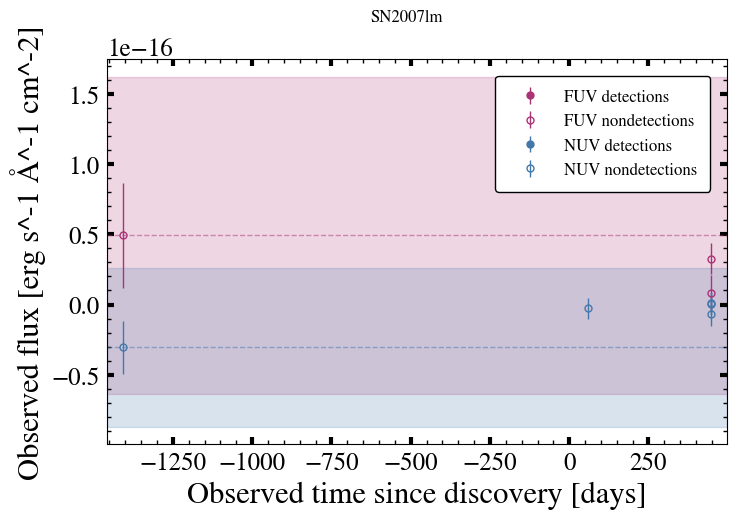 SN2007lm
1e−16
Observed flux [erg s^-1 Å^-1 cm^-2]
1.5
1.0
0.5
0.0
−0.5
FUV detections
FUV nondetections
NUV detections
NUV nondetections
−1250 −1000 −750 −500 −250 0 250
Observed time since discovery [days]